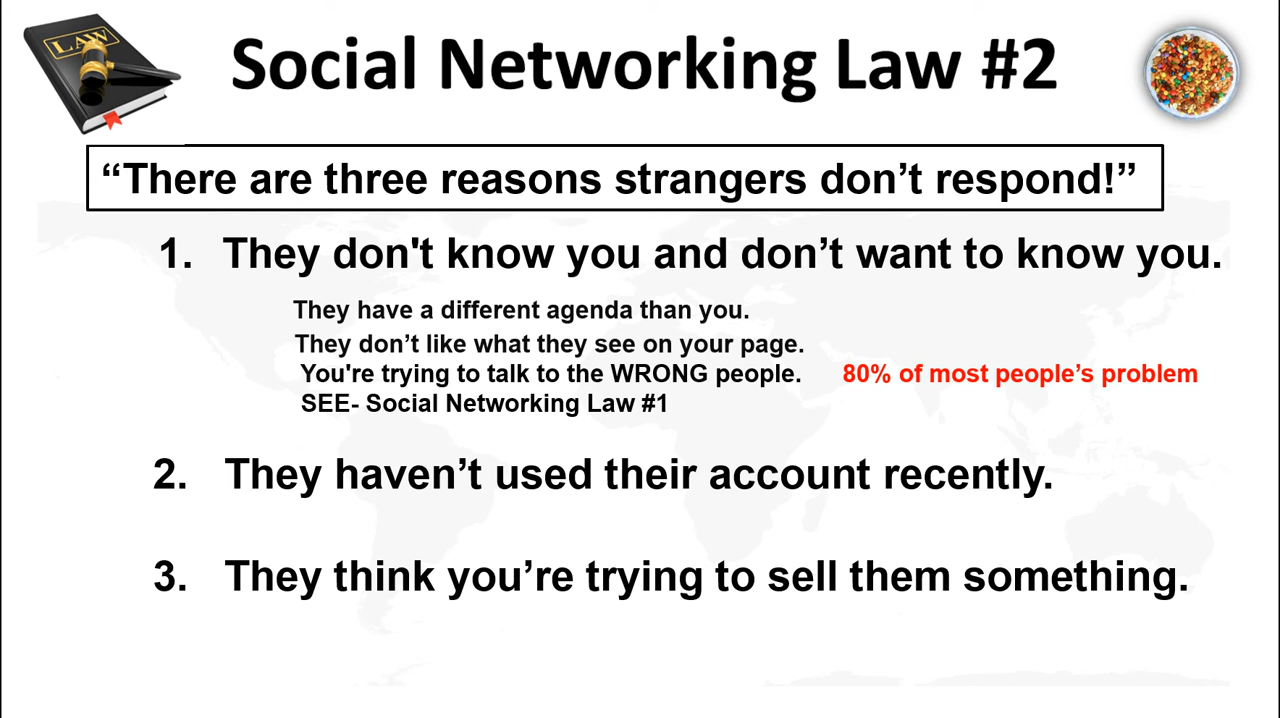 LAW
Social Networking Law #2
“There are three reasons strangers don’t respond!”
1. They don't know you and don’t want to know you.
They have a different agenda than you.
They don’t like what they see on your page.
You're trying to talk to the WRONG people. 80% of most people’s problem
SEE- Social Networking Law #1
2. They haven’t used their account recently.
3. They think you’re trying to sell them something.